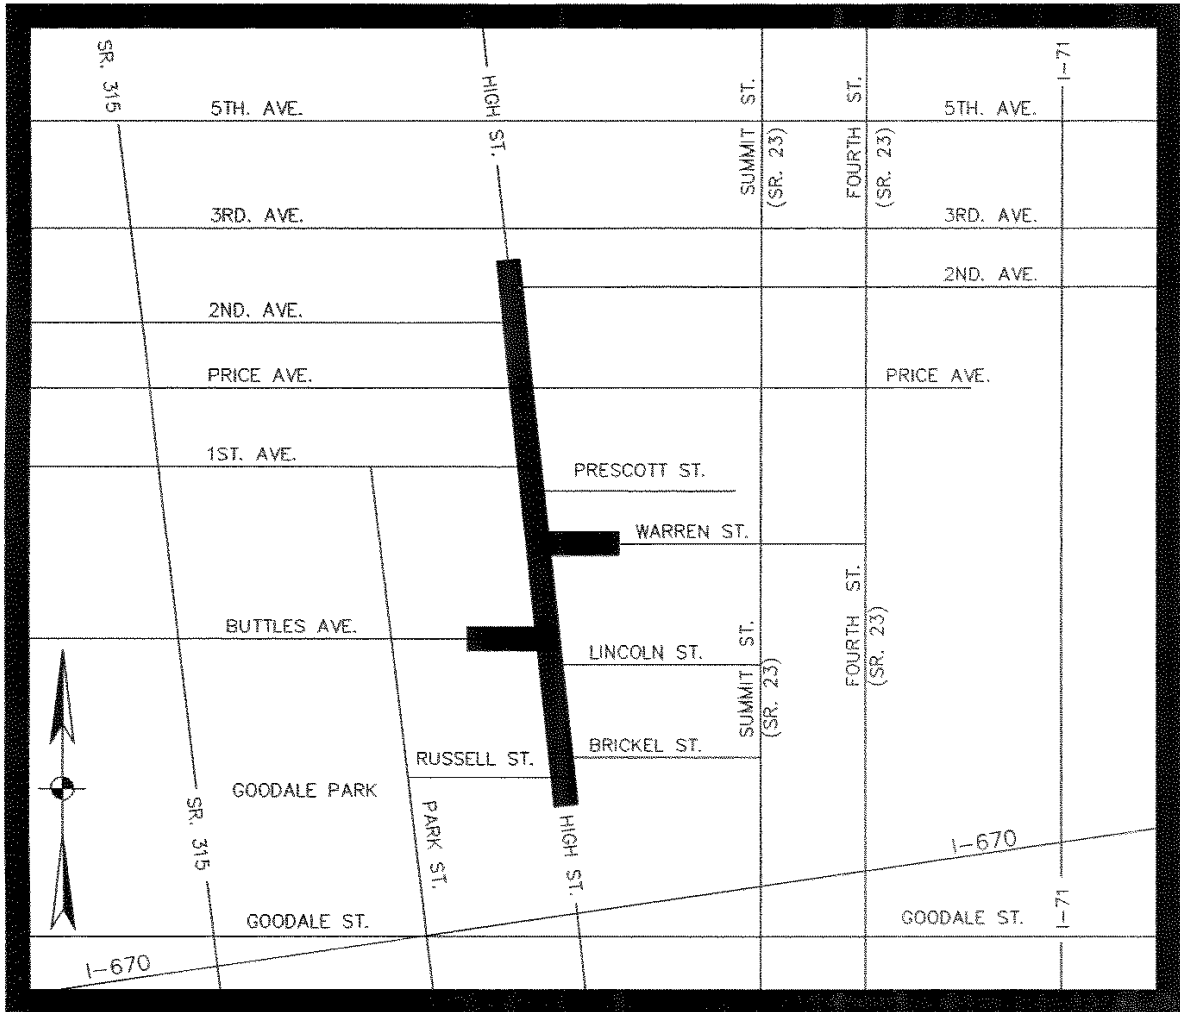 SR. 315
HIGH ST.
SUMMIT ST.
(SR. 23)
FOURTH ST.
(SR. 23)
I-71
5TH. AVE.
5TH. AVE.
3RD. AVE.
3RD. AVE.
2ND. AVE.
2ND. AVE.
PRICE AVE.
PRICE AVE.
1ST. AVE.
PRESCOTT ST.
WARREN ST.
BUTTLES AVE.
LINCOLN ST.
SUMMIT ST.
(SR. 23)
FOURTH ST.
(SR. 23)
RUSSELL ST.
BRICKEL ST.
GOODALE PARK
SR. 315
PARK ST.
HIGH ST.
I-670
I-71
GOODALE ST.
GOODALE ST.
I-670